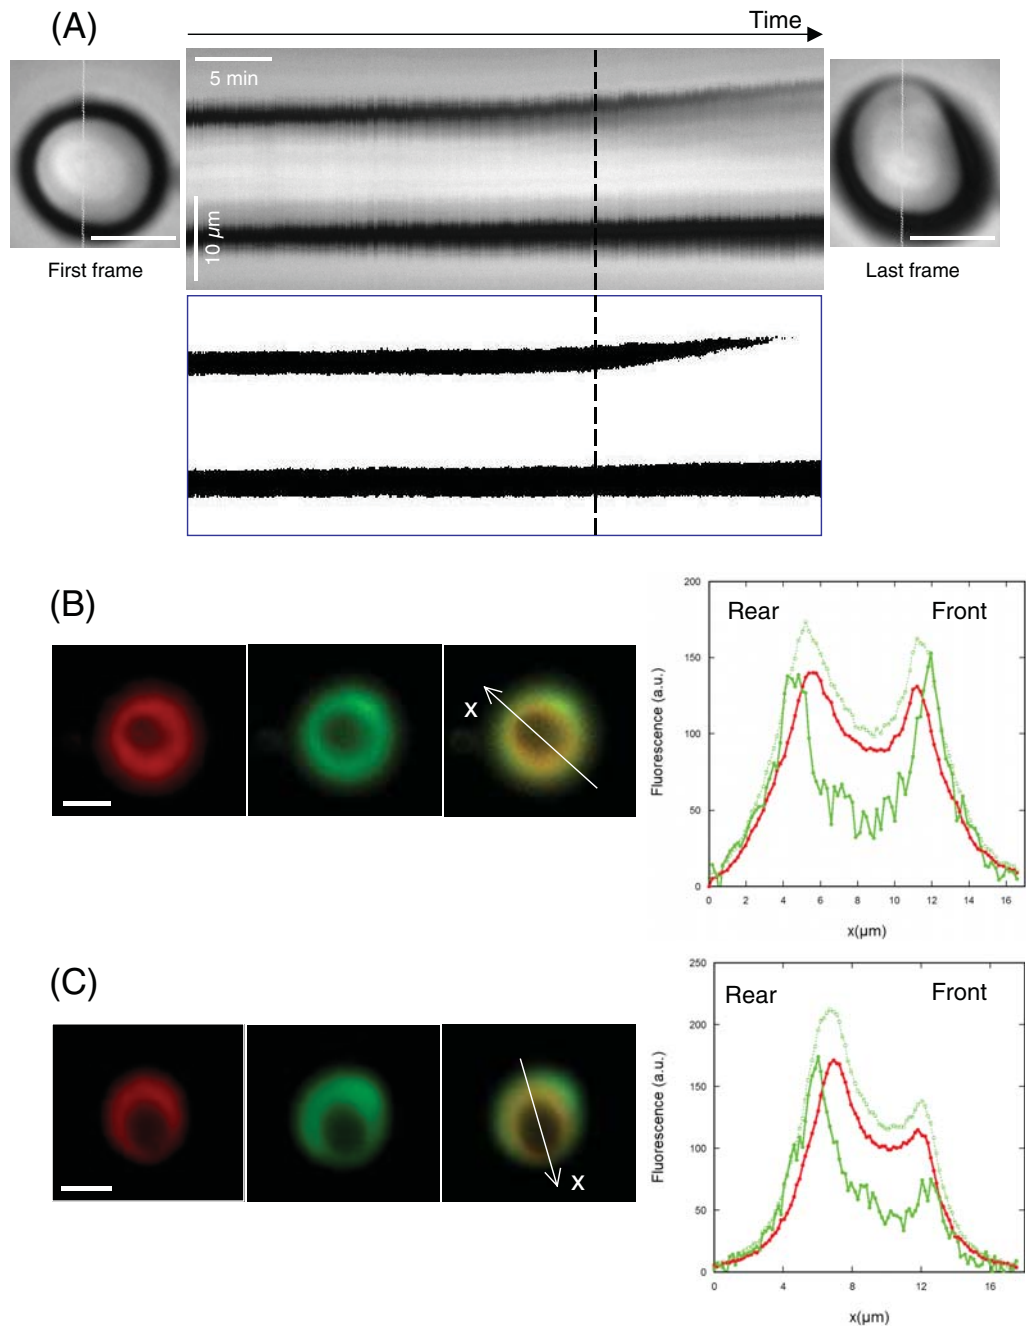 (A)
Time
5 min
10 µm
First frame
Last frame
(B)
x
200
150
100
50
0
Fluorescence (a.u.)
Rear
Front
0 2 4 6 8 10 12 14 16
x(µm)
(C)
x
250
200
150
100
50
0
Fluorescence (a.u.)
Rear
Front
0 4 8 12 16
x(µm)